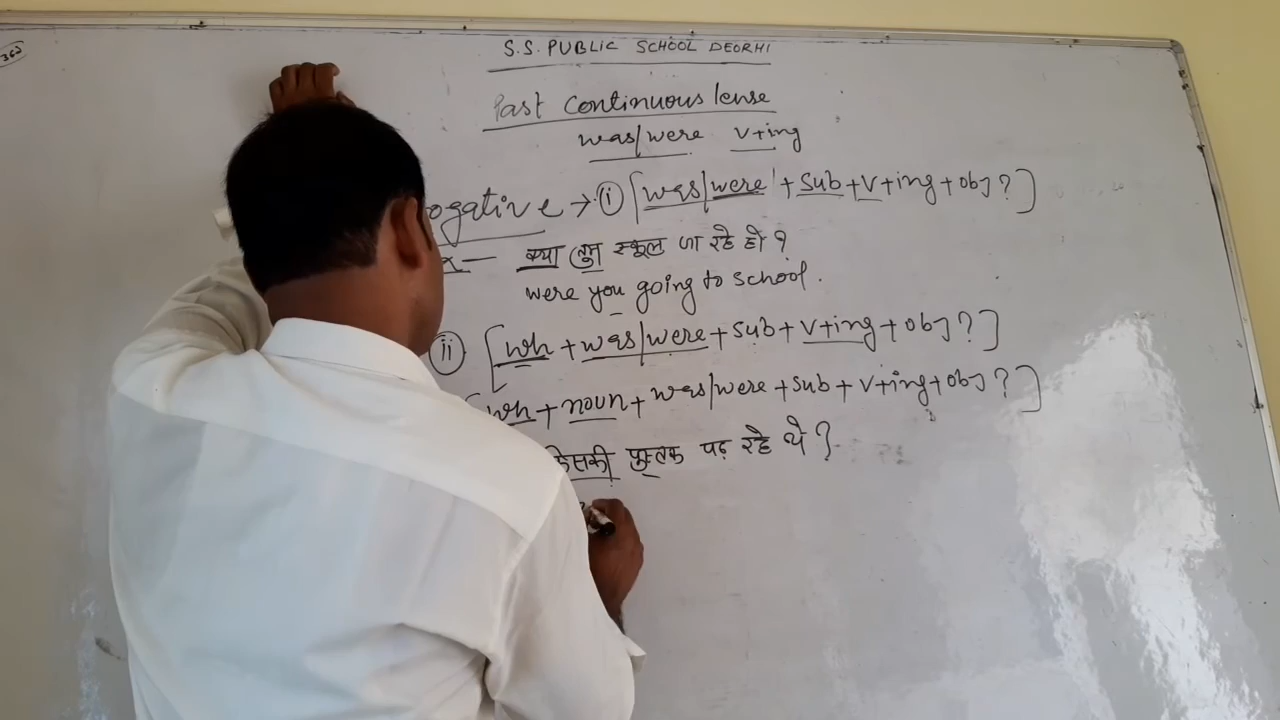 S.S. PUBLIC SCHOOL DEORHI
Past Continuous Tense
was/were V+ing
ogative → (i) [was/were + Sub + V + ing + obj ? ]
क्या तुम स्कूल जा रहे हो ?
were you going to school.
(ii) [wh + was/were + Sub + V+ing + obj ? ]
wh + noun + was/were + Sub + V+ing + obj ? ]
किसकी पुस्तक पढ़ रहे थे ?